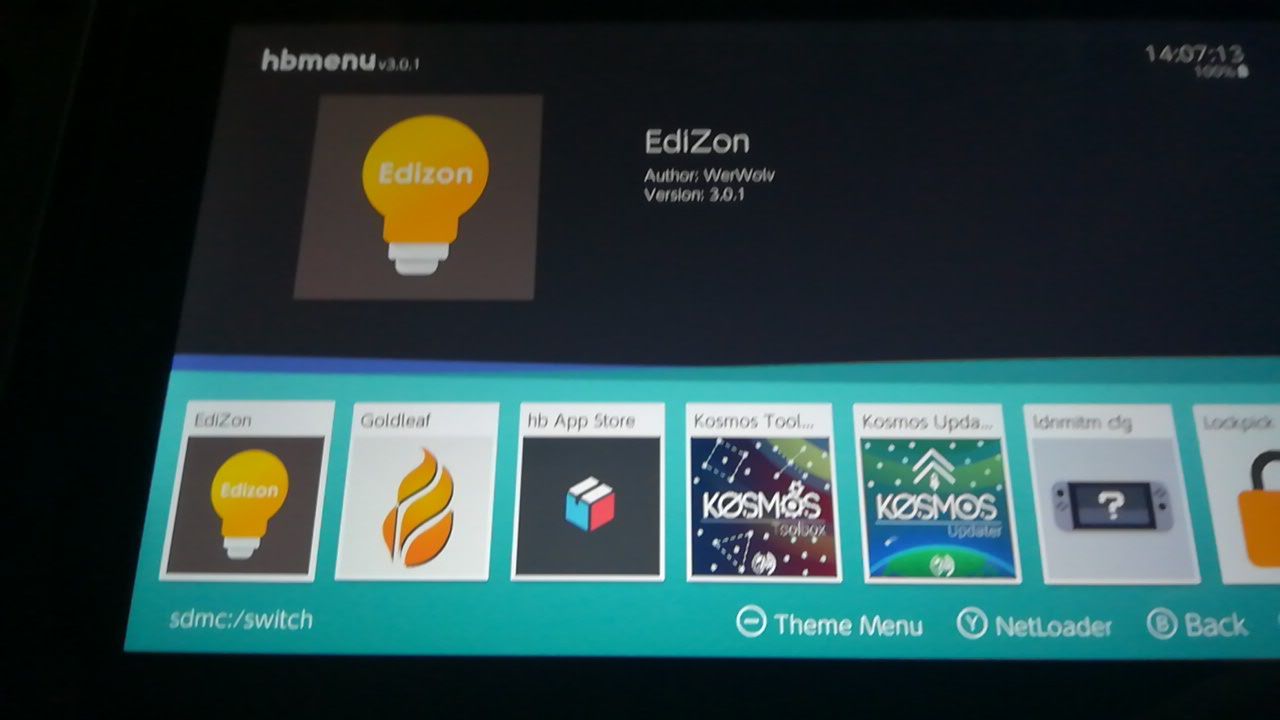 hbmenu v3.0.1
14:07:13
100%
Edizon
EdiZon
Author: WerWolv
Version: 3.0.1
EdiZon
Goldleaf
hb App Store
Kosmos Tool...
Kosmos Upda...
ldnmitm cfg
Lockpick
Edizon
KOSMOS
Toolbox
KOSMOS
Updater
?
sdmc:/switch
Theme Menu
Y NetLoader
B Back